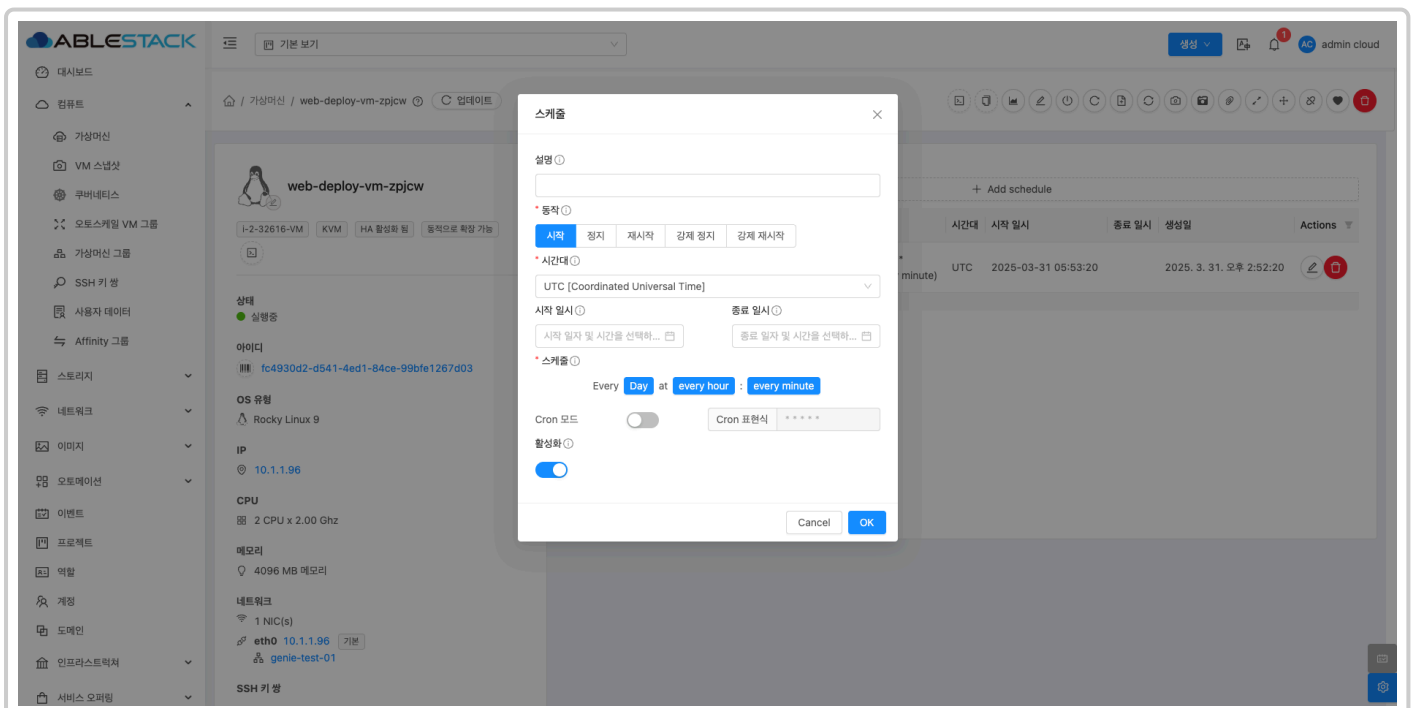 ABLESTACK
기본 보기
생성
1
AC admin cloud
대시보드
컴퓨트
가상머신
VM 스냅샷
쿠버네티스
오토스케일 VM 그룹
가상머신 그룹
SSH 키 쌍
사용자 데이터
Affinity 그룹
스토리지
네트워크
이미지
오토메이션
이벤트
프로젝트
역할
계정
도메인
인프라스트럭쳐
서비스 오퍼링
/ 가상머신 / web-deploy-vm-zpjcw 업데이트
web-deploy-vm-zpjcw
i-2-32616-VM KVM HA 활성화 됨 동적으로 확장 가능
상태
실행중
아이디
fc4930d2-d541-4ed1-84ce-99bfe1267d03
OS 유형
Rocky Linux 9
IP
10.1.1.96
CPU
2 CPU x 2.00 Ghz
메모리
4096 MB 메모리
네트워크
1 NIC(s)
eth0 10.1.1.96 기본
genie-test-01
SSH 키 쌍
스케줄
설명
* 동작
시작 정지 재시작 강제 정지 강제 재시작
* 시간대
UTC [Coordinated Universal Time]
시작 일시 종료 일시
시작 일자 및 시간을 선택하... 종료 일자 및 시간을 선택하...
* 스케줄
Every Day at every hour : every minute
Cron 모드 Cron 표현식 * * * * *
활성화
Cancel OK
+ Add schedule
시간대 시작 일시 종료 일시 생성일 Actions
*
minute) UTC 2025-03-31 05:53:20 2025. 3. 31. 오후 2:52:20